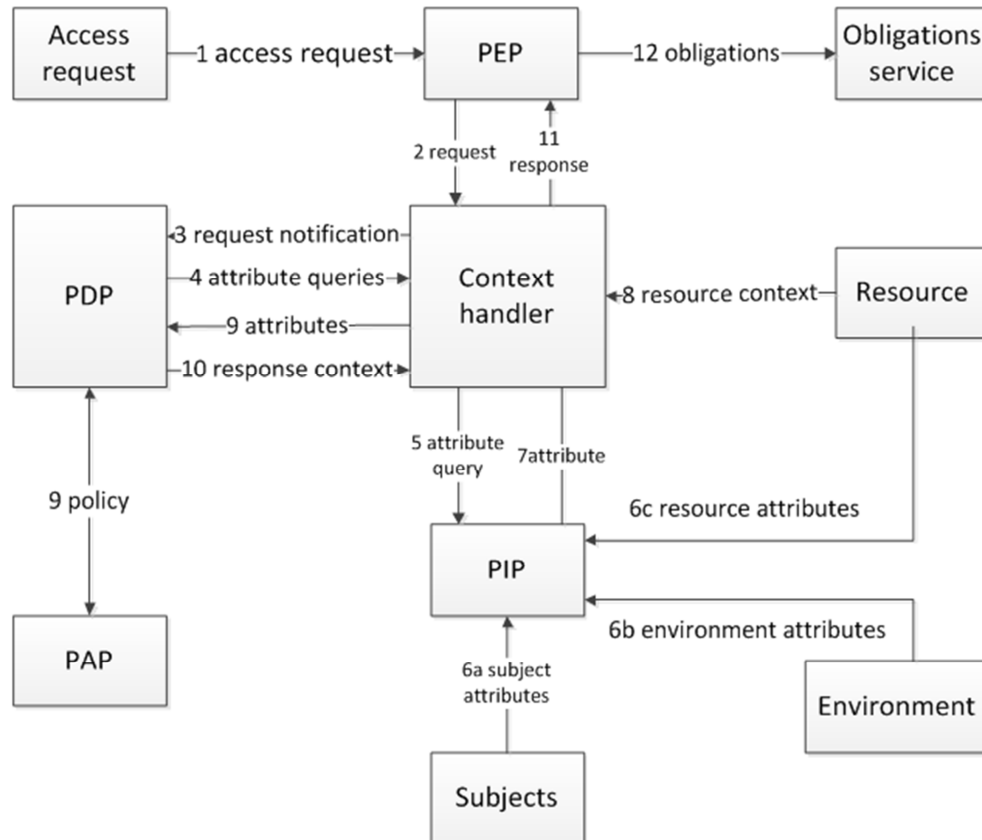 Access
request
1 access request
PEP
12 obligations
Obligations
service
2 request
11
response
PDP
3 request notification
4 attribute queries
9 attributes
10 response context
Context
handler
8 resource context
Resource
5 attribute
query
7attribute
9 policy
6c resource attributes
PIP
6b environment attributes
PAP
6a subject
attributes
Environment
Subjects